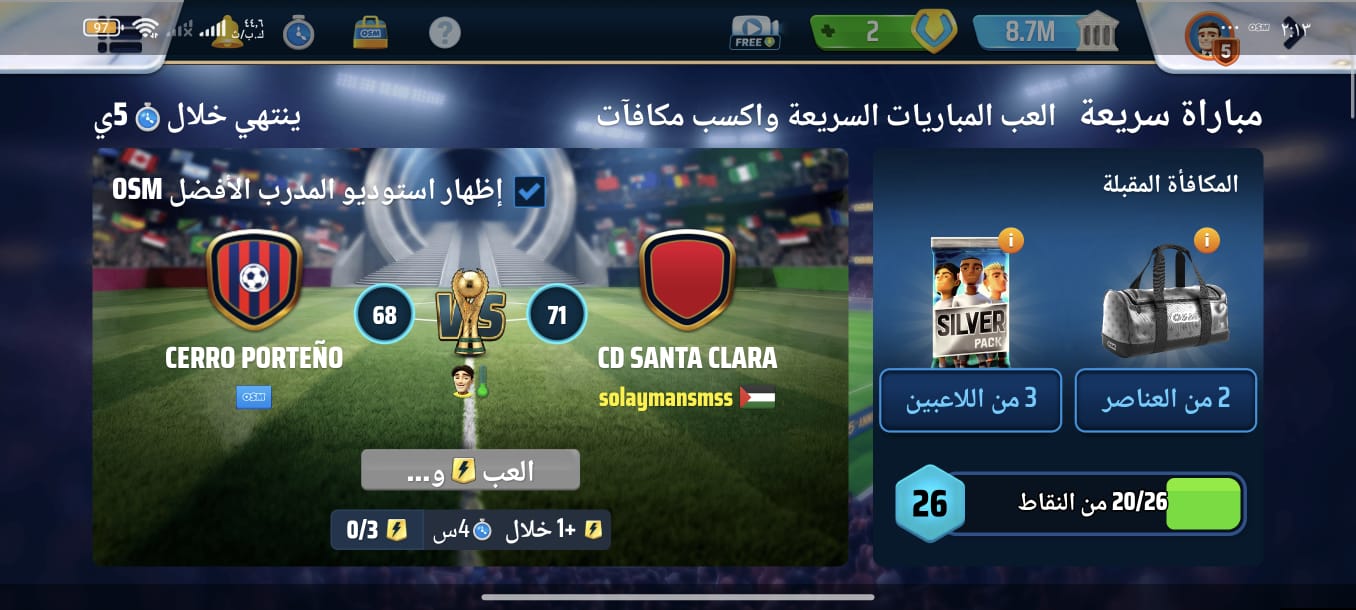 97
٤٤,٦
ك.ب/ث
OSM
?
FREE
2
8.7M
5
OSM
٢:١٣
مباراة سريعة العب المباريات السريعة واكسب مكافآت
ينتهي خلال 5ي
المكافأة المقبلة
SILVER
PACK
OSM
2 من العناصر
3 من اللاعبين
20/26 من النقاط
26
إظهار استوديو المدرب الأفضل OSM
68
VS
71
CERRO PORTEÑO
CD SANTA CLARA
OSM
solaymansmss
العب و...
+1 خلال 4س
0/3